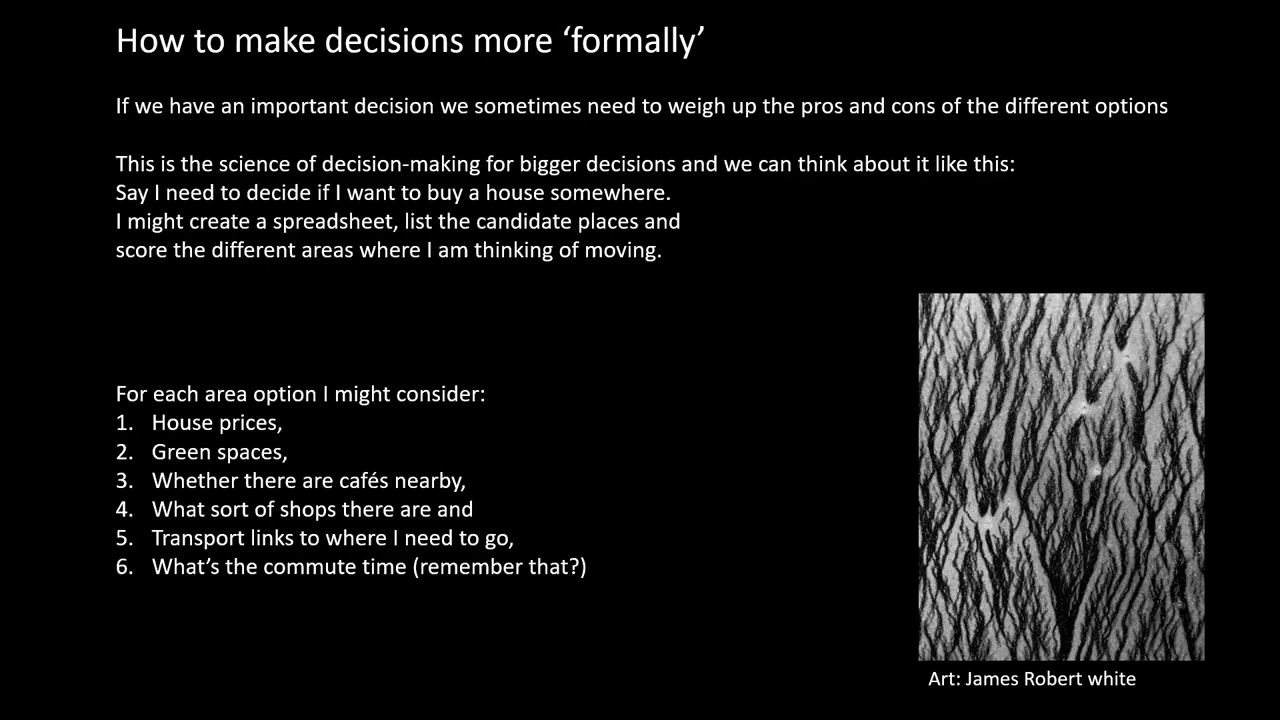 How to make decisions more ‘formally’
If we have an important decision we sometimes need to weigh up the pros and cons of the different options
This is the science of decision-making for bigger decisions and we can think about it like this:
Say I need to decide if I want to buy a house somewhere.
I might create a spreadsheet, list the candidate places and
score the different areas where I am thinking of moving.
For each area option I might consider:
1. House prices,
2. Green spaces,
3. Whether there are cafés nearby,
4. What sort of shops there are and
5. Transport links to where I need to go,
6. What’s the commute time (remember that?)
Art: James Robert white